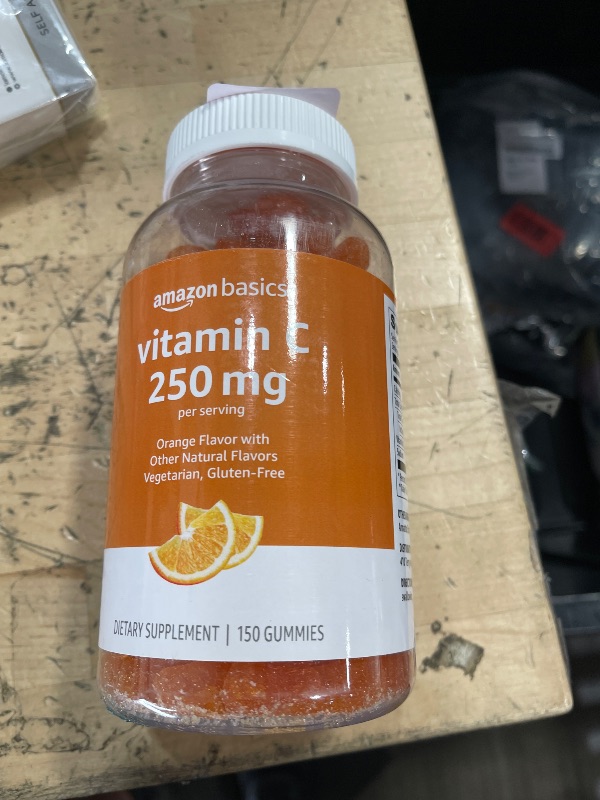 SELF A
amazon basics
vitamin C
250 mg
per serving
Orange Flavor with
Other Natural Flavors
Vegetarian, Gluten-Free
DIETARY SUPPLEMENT | 150 GUMMIES